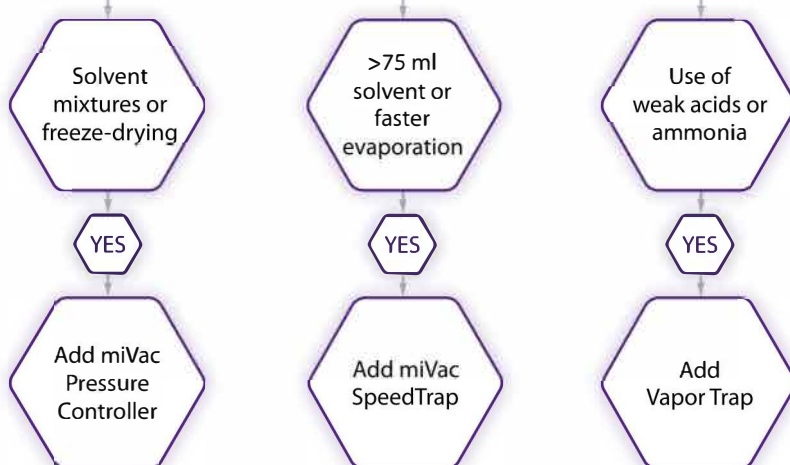 Solvent
mixtures or
freeze-drying
>75 ml
solvent or
faster
evaporation
Use of
weak acids or
ammonia
YES
YES
YES
Add miVac
Pressure
Controller
Add miVac
SpeedTrap
Add
Vapor Trap